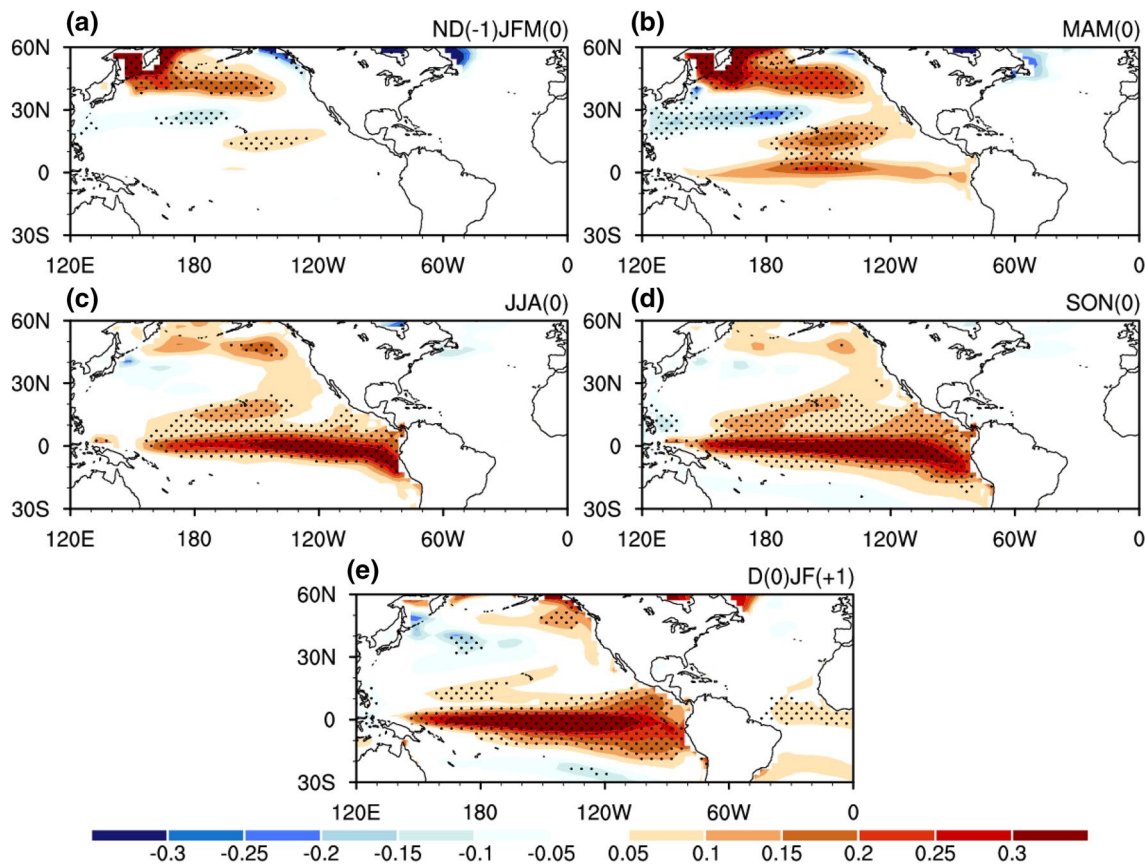 (a) ND(-1)JFM(0)
(b) MAM(0)
60N
30N
0
30S
120E 180 120W 60W 0
60N
30N
0
30S
120E 180 120W 60W 0
(c) JJA(0)
(d) SON(0)
60N
30N
0
30S
120E 180 120W 60W 0
60N
30N
0
30S
120E 180 120W 60W 0
(e) D(0)JF(+1)
60N
30N
0
30S
120E 180 120W 60W 0
-0.3 -0.25 -0.2 -0.15 -0.1 -0.05 0.05 0.1 0.15 0.2 0.25 0.3